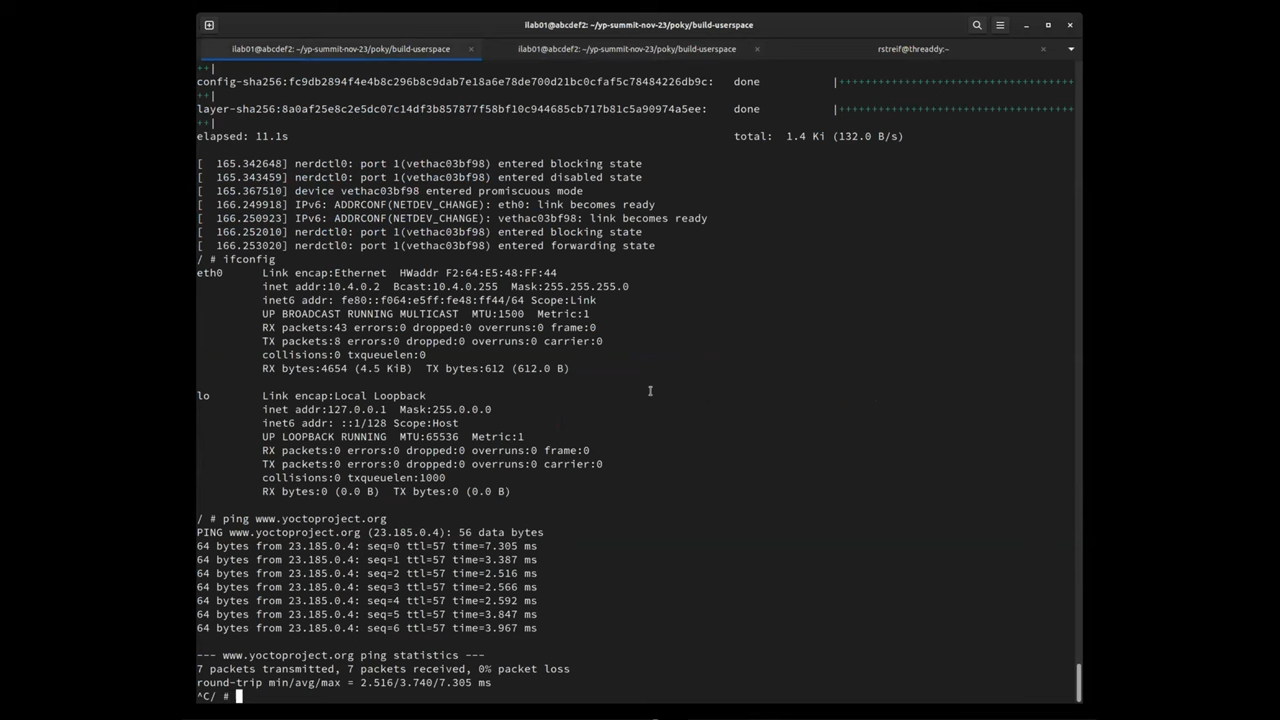 ilab01@abcdef2: ~/yp-summit-nov-23/poky/build-userspace
ilab01@abcdef2: ~/yp-summit-nov-23/poky/build-userspace × ilab01@abcdef2: ~/yp-summit-nov-23/poky/build-userspace × rstreif@threaddy:~ ×
++|
config-sha256:fc9db2894f4e4b8c296b8c9dab7e18a6e78de700d21bc0cfaf5c78484226db9c: done |++++++++++++++++++++++++++++++++++++
++|
layer-sha256:8a0af25e8c2e5dc07c14df3b857877f58bf10c944685cb717b81c5a90974a5ee: done |++++++++++++++++++++++++++++++++++++
++|
elapsed: 11.1s total: 1.4 Ki (132.0 B/s)
[ 165.342648] nerdctl0: port 1(vethac03bf98) entered blocking state
[ 165.343459] nerdctl0: port 1(vethac03bf98) entered disabled state
[ 165.367510] device vethac03bf98 entered promiscuous mode
[ 166.249918] IPv6: ADDRCONF(NETDEV_CHANGE): eth0: link becomes ready
[ 166.250923] IPv6: ADDRCONF(NETDEV_CHANGE): vethac03bf98: link becomes ready
[ 166.252010] nerdctl0: port 1(vethac03bf98) entered blocking state
[ 166.253020] nerdctl0: port 1(vethac03bf98) entered forwarding state
/ # ifconfig
eth0 Link encap:Ethernet HWaddr F2:64:E5:48:FF:44
inet addr:10.4.0.2 Bcast:10.4.0.255 Mask:255.255.255.0
inet6 addr: fe80::f064:e5ff:fe48:ff44/64 Scope:Link
UP BROADCAST RUNNING MULTICAST MTU:1500 Metric:1
RX packets:43 errors:0 dropped:0 overruns:0 frame:0
TX packets:8 errors:0 dropped:0 overruns:0 carrier:0
collisions:0 txqueuelen:0
RX bytes:4654 (4.5 KiB) TX bytes:612 (612.0 B)
lo Link encap:Local Loopback
inet addr:127.0.0.1 Mask:255.0.0.0
inet6 addr: ::1/128 Scope:Host
UP LOOPBACK RUNNING MTU:65536 Metric:1
RX packets:0 errors:0 dropped:0 overruns:0 frame:0
TX packets:0 errors:0 dropped:0 overruns:0 carrier:0
collisions:0 txqueuelen:1000
RX bytes:0 (0.0 B) TX bytes:0 (0.0 B)
/ # ping www.yoctoproject.org
PING www.yoctoproject.org (23.185.0.4): 56 data bytes
64 bytes from 23.185.0.4: seq=0 ttl=57 time=7.305 ms
64 bytes from 23.185.0.4: seq=1 ttl=57 time=3.387 ms
64 bytes from 23.185.0.4: seq=2 ttl=57 time=2.516 ms
64 bytes from 23.185.0.4: seq=3 ttl=57 time=2.566 ms
64 bytes from 23.185.0.4: seq=4 ttl=57 time=2.592 ms
64 bytes from 23.185.0.4: seq=5 ttl=57 time=3.847 ms
64 bytes from 23.185.0.4: seq=6 ttl=57 time=3.967 ms
--- www.yoctoproject.org ping statistics ---
7 packets transmitted, 7 packets received, 0% packet loss
round-trip min/avg/max = 2.516/3.740/7.305 ms
^C/ #